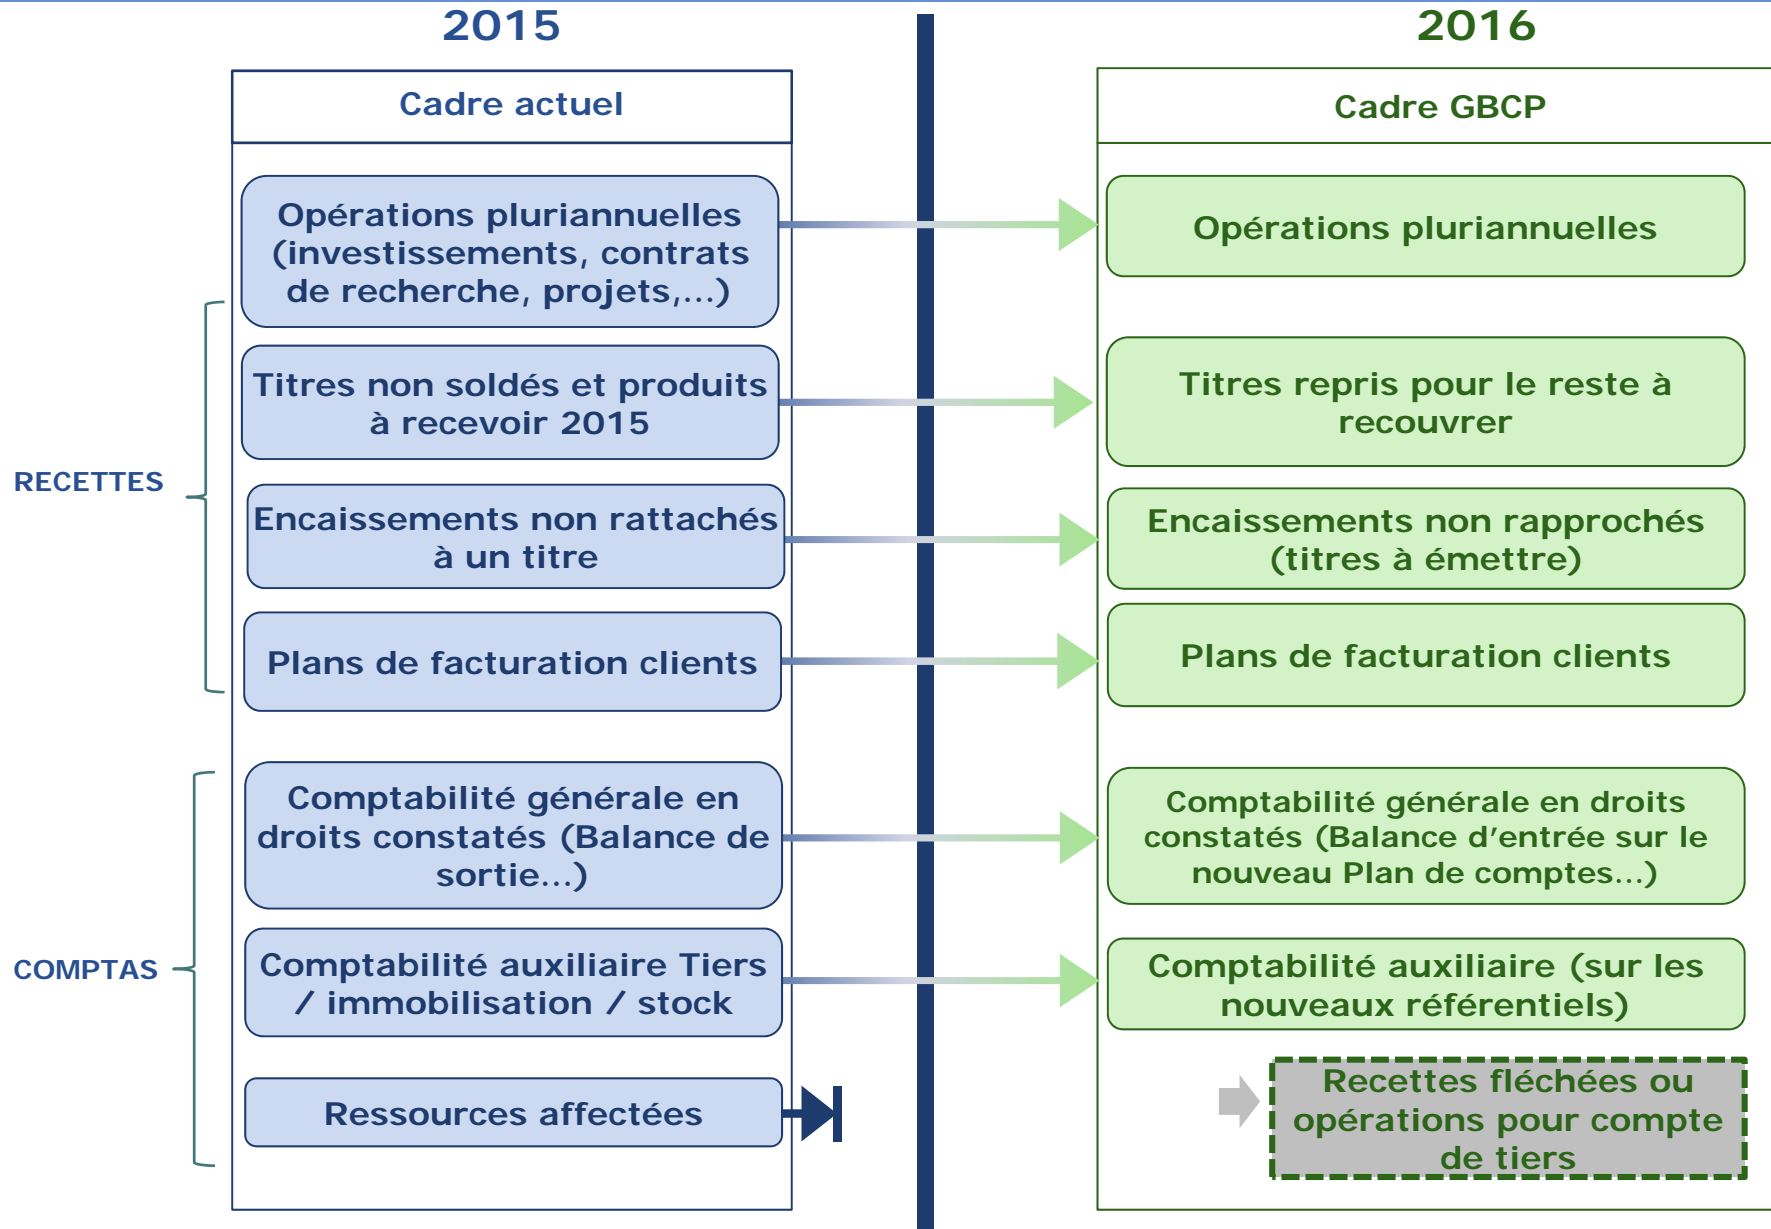 2015
2016
Cadre actuel
Cadre GBCP
Opérations pluriannuelles
(investissements, contrats
de recherche, projets,...)
Opérations pluriannuelles
RECETTES
Titres non soldés et produits
à recevoir 2015
Titres repris pour le reste à
recouvrer
Encaissements non rattachés
à un titre
Encaissements non rapprochés
(titres à émettre)
Plans de facturation clients
Plans de facturation clients
COMPTAS
Comptabilité générale en
droits constatés (Balance de
sortie...)
Comptabilité générale en droits
constatés (Balance d’entrée sur le
nouveau Plan de comptes...)
Comptabilité auxiliaire Tiers
/ immobilisation / stock
Comptabilité auxiliaire (sur les
nouveaux référentiels)
Ressources affectées
Recettes fléchées ou
opérations pour compte
de tiers